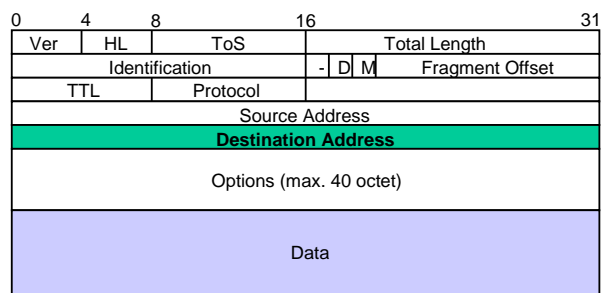 0 4 8 16 31
Ver HL ToS Total Length
Identification - D M Fragment Offset
TTL Protocol
Source Address
Destination Address
Options (max. 40 octet)
Data